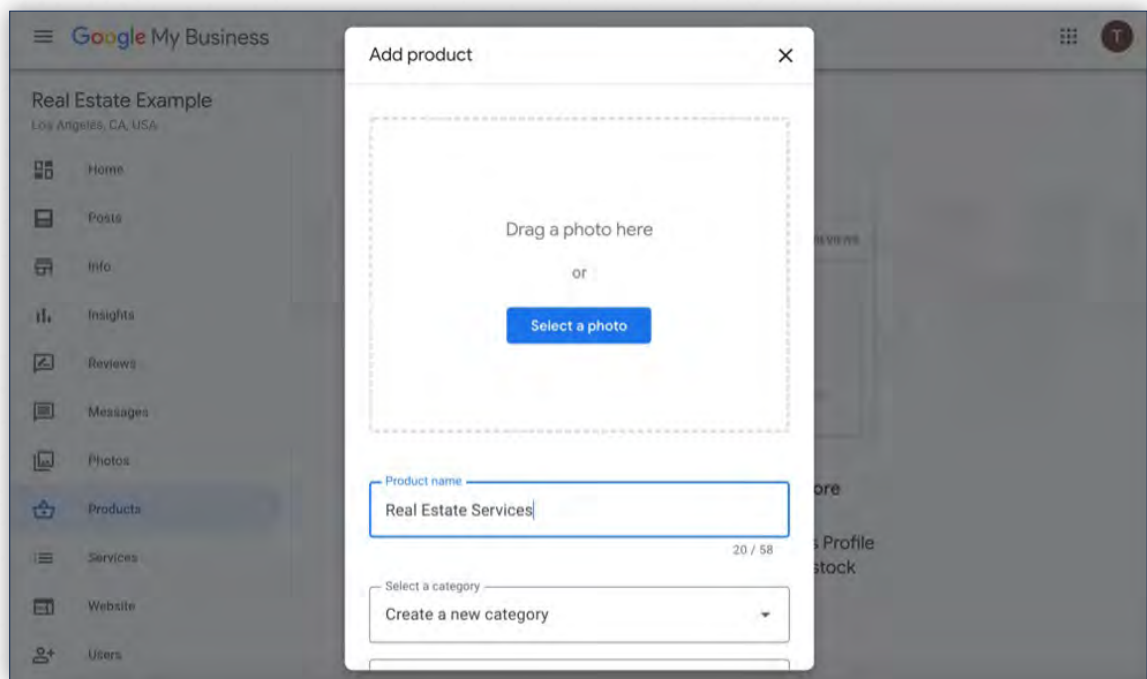 Google My Business
T
Real Estate Example
Los Angeles, CA, USA
Home
Posts
Info
Insights
Reviews
Messages
Photos
Products
Services
Website
Users
Add product
Drag a photo here
or
Select a photo
Product name
Real Estate Services
20 / 58
Select a category
Create a new category
REVIEWS
ore
s Profile
stock